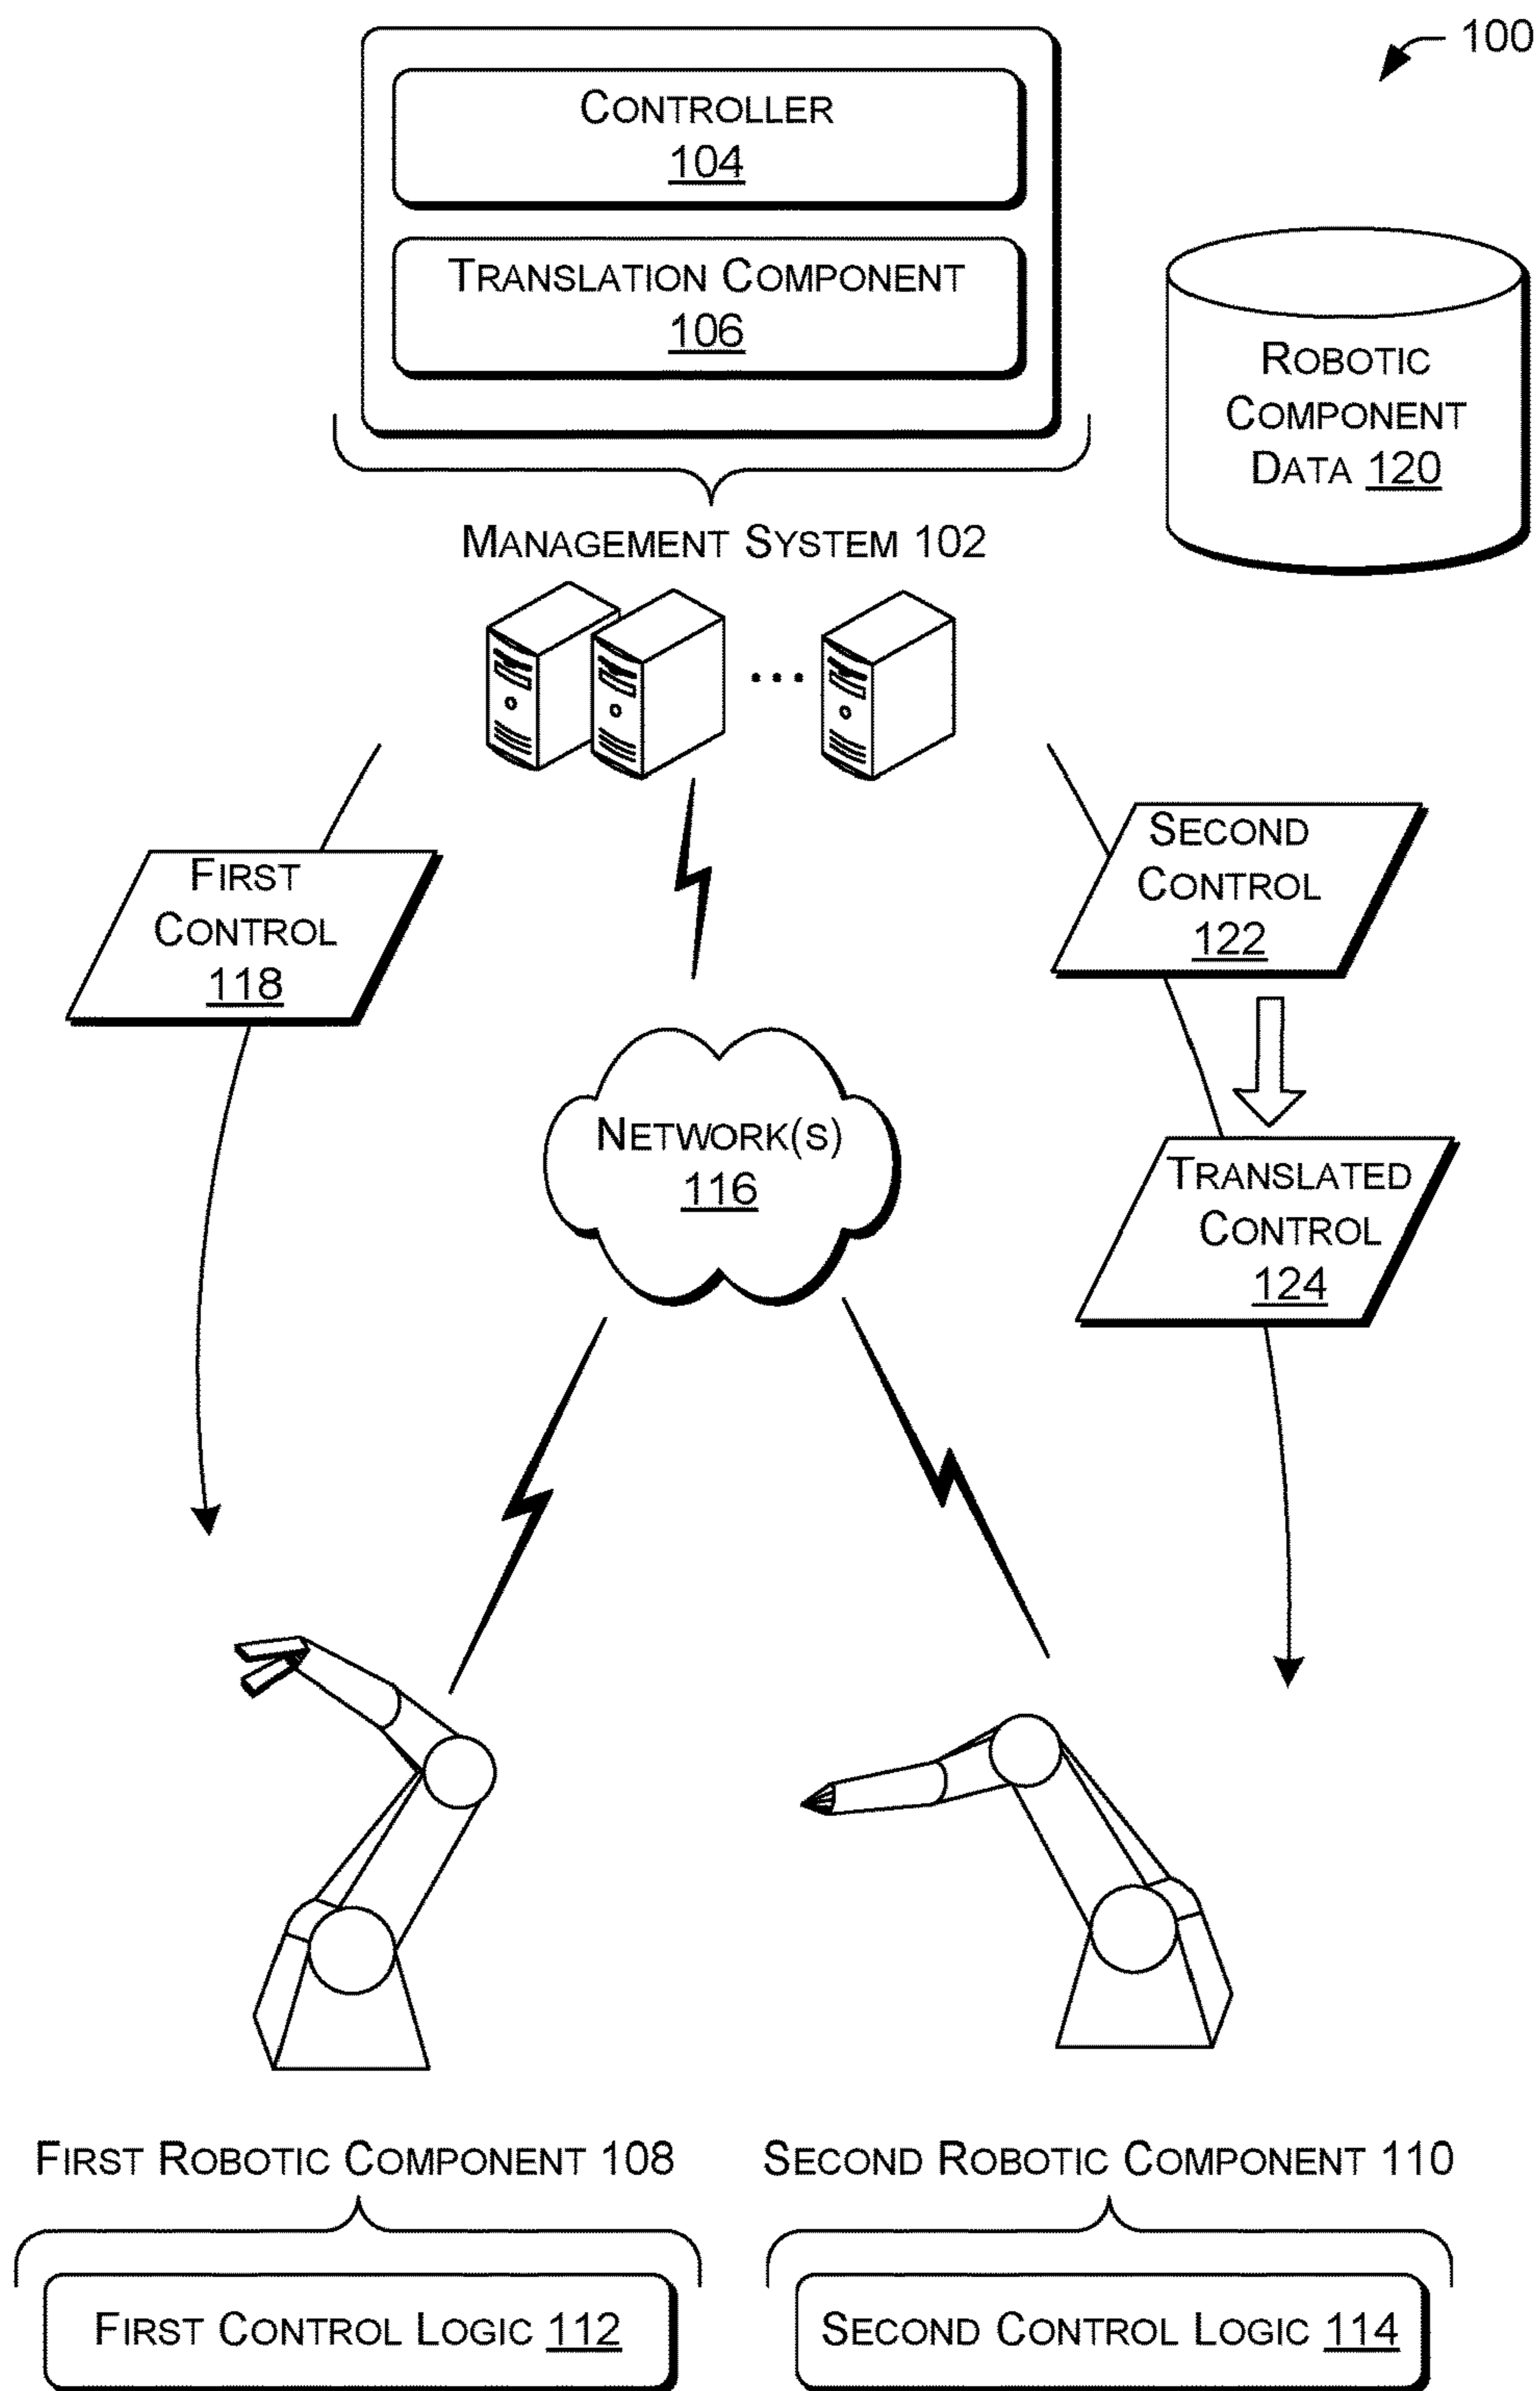 100
CONTROLLER
104
TRANSLATION COMPONENT
106
ROBOTIC
COMPONENT
DATA 120
MANAGEMENT SYSTEM 102
FIRST
CONTROL
118
SECOND
CONTROL
122
NETWORK(S)
116
TRANSLATED
CONTROL
124
FIRST ROBOTIC COMPONENT 108
SECOND ROBOTIC COMPONENT 110
FIRST CONTROL LOGIC 112
SECOND CONTROL LOGIC 114